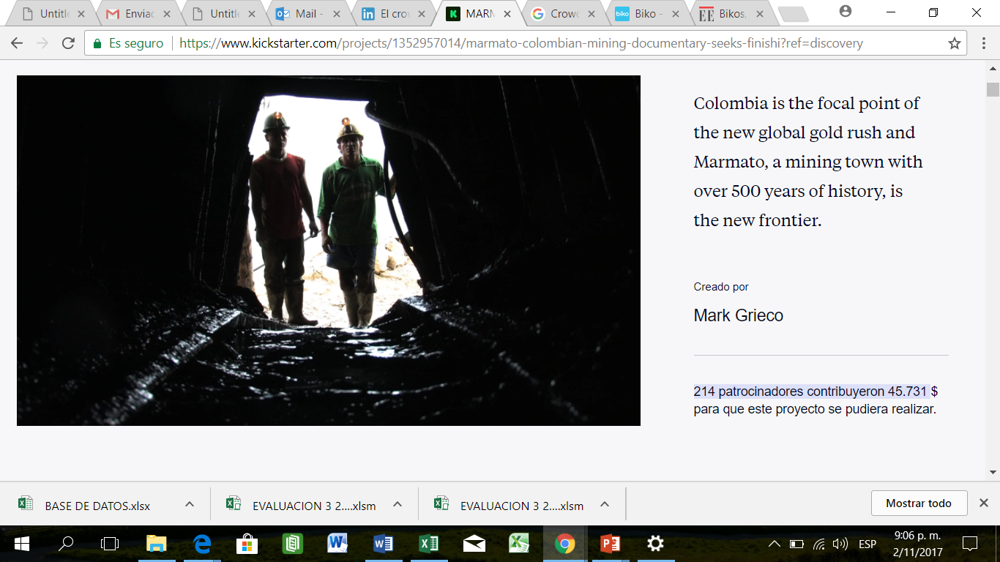 Untitl
Enviac
Untitl
Mail -
El crov
MARM
Crowc
Biko -
Bikos,
Es seguro
https://www.kickstarter.com/projects/1352957014/marmato-colombian-mining-documentary-seeks-finishi?ref=discovery
Colombia is the focal point of
the new global gold rush and
Marmato, a mining town with
over 500 years of history, is
the new frontier.
Creado por
Mark Grieco
214 patrocinadores contribuyeron 45.731 $
para que este proyecto se pudiera realizar.
BASE DE DATOS.xlsx
EVALUACION 3 2....xlsm
EVALUACION 3 2....xlsm
Mostrar todo
ESP
9:06 p. m.
2/11/2017